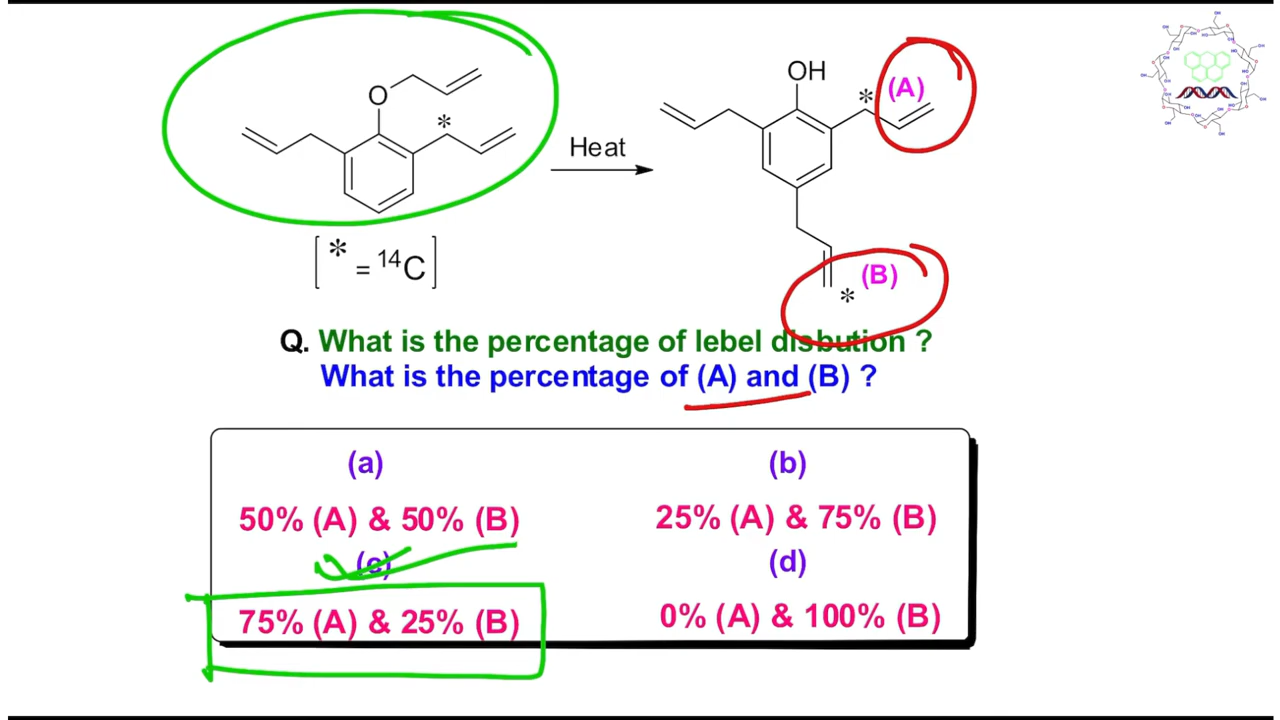 OH
(A)
*
O
*
Heat
[ * = ¹⁴C ]
(B)
*
Q. What is the percentage of lebel disbution ?
What is the percentage of (A) and (B) ?
(a)
(b)
50% (A) & 50% (B)
25% (A) & 75% (B)
(c)
(d)
75% (A) & 25% (B)
0% (A) & 100% (B)